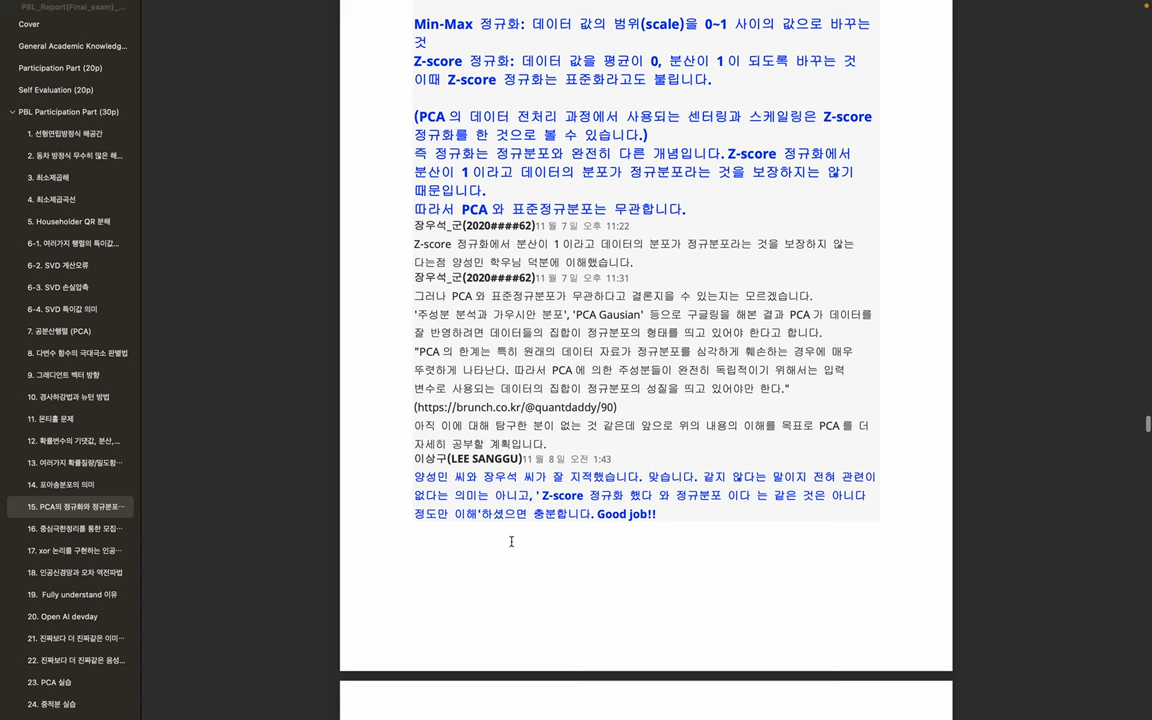 PBL_Report(Final_exam)_...
Cover
General Academic Knowledg...
Participation Part (20p)
Self Evaluation (20p)
PBL Participation Part (30p)
1. 선형연립방정식 해공간
2. 동차 방정식 무수히 많은 해...
3. 최소제곱해
4. 최소제곱곡선
5. Householder QR 분해
6-1. 여러가지 행렬의 특이값...
6-2. SVD 계산오류
6-3. SVD 손실압축
6-4. SVD 특이값 의미
7. 공분산행렬 (PCA)
8. 다변수 함수의 극대극소 판별법
9. 그래디언트 벡터 방향
10. 경사하강법과 뉴턴 방법
11. 몬티홀 문제
12. 확률변수의 기댓값, 분산,...
13. 여러가지 확률질량/밀도함...
14. 포아송분포의 의미
15. PCA의 정규화와 정규분포...
16. 중심극한정리를 통한 모집...
17. xor 논리를 구현하는 인공...
18. 인공신경망과 오차 역전파법
19. Fully understand 이유
20. Open AI devday
21. 진짜보다 더 진짜같은 이미...
22. 진짜보다 더 진짜같은 음성...
23. PCA 실습
24. 중적분 실습
Min-Max 정규화: 데이터 값의 범위(scale)을 0~1 사이의 값으로 바꾸는
것
Z-score 정규화: 데이터 값을 평균이 0, 분산이 1 이 되도록 바꾸는 것
이때 Z-score 정규화는 표준화라고도 불립니다.
(PCA 의 데이터 전처리 과정에서 사용되는 센터링과 스케일링은 Z-score
정규화를 한 것으로 볼 수 있습니다.)
즉 정규화는 정규분포와 완전히 다른 개념입니다. Z-score 정규화에서
분산이 1 이라고 데이터의 분포가 정규분포라는 것을 보장하지는 않기
때문입니다.
따라서 PCA 와 표준정규분포는 무관합니다.
장우석_군(2020####62)11 월 7 일 오후 11:22
Z-score 정규화에서 분산이 1 이라고 데이터의 분포가 정규분포라는 것을 보장하지 않는
다는점 양성민 학우님 덕분에 이해했습니다.
장우석_군(2020####62)11 월 7 일 오후 11:31
그러나 PCA 와 표준정규분포가 무관하다고 결론지을 수 있는지는 모르겠습니다.
'주성분 분석과 가우시안 분포', 'PCA Gausian' 등으로 구글링을 해본 결과 PCA 가 데이터를
잘 반영하려면 데이터들의 집합이 정규분포의 형태를 띄고 있어야 한다고 합니다.
"PCA 의 한계는 특히 원래의 데이터 자료가 정규분포를 심각하게 훼손하는 경우에 매우
뚜렷하게 나타난다. 따라서 PCA 에 의한 주성분들이 완전히 독립적이기 위해서는 입력
변수로 사용되는 데이터의 집합이 정규분포의 성질을 띄고 있어야만 한다."
(https://brunch.co.kr/@quantdaddy/90)
아직 이에 대해 탐구한 분이 없는 것 같은데 앞으로 위의 내용의 이해를 목표로 PCA 를 더
자세히 공부할 계획입니다.
이상구(LEE SANGGU)11 월 8 일 오전 1:43
양성민 씨와 장우석 씨가 잘 지적했습니다. 맞습니다. 같지 않다는 말이지 전혀 관련이
없다는 의미는 아니고, ' Z-score 정규화 했다 와 정규분포 이다 는 같은 것은 아니다
정도만 이해'하셨으면 충분합니다. Good job!!